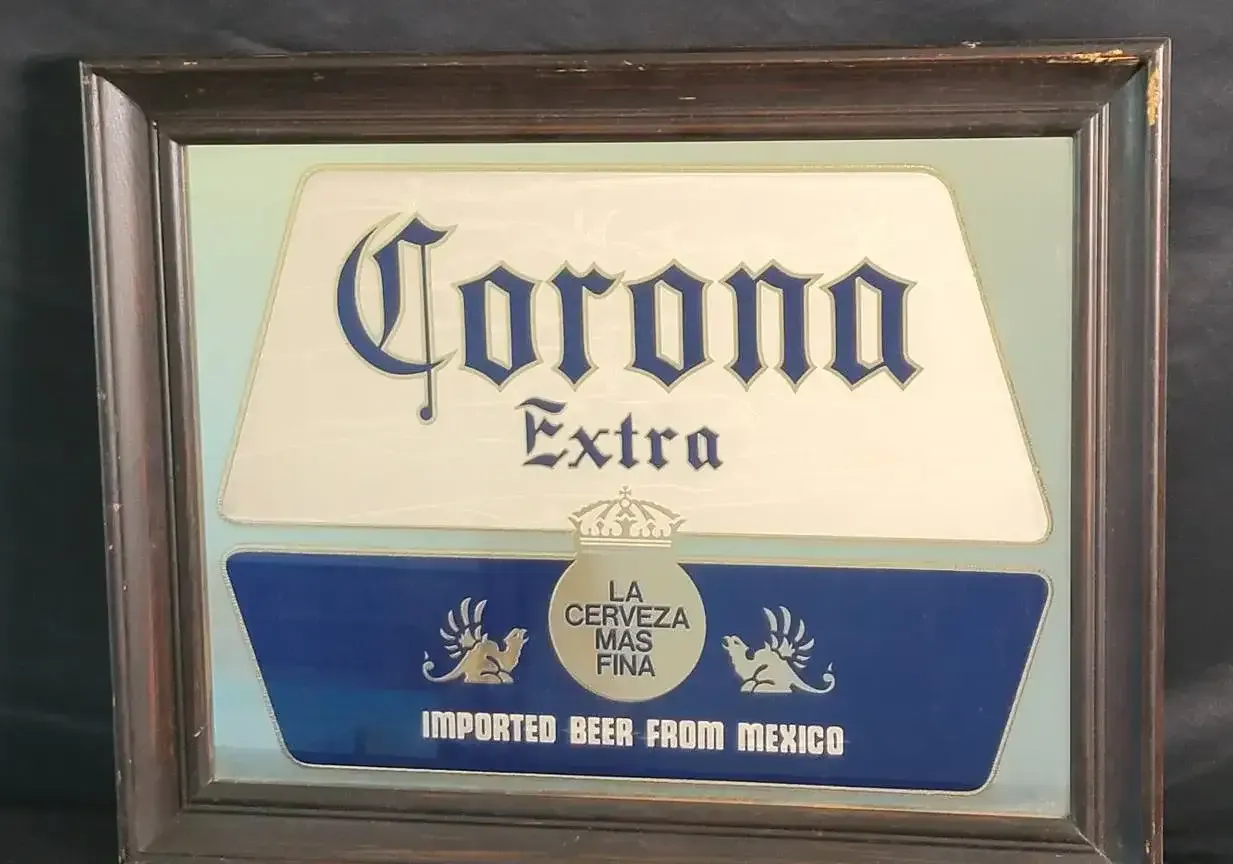 Corona
Extra
LA
CERVEZA
MAS
FINA
IMPORTED BEER FROM MEXICO